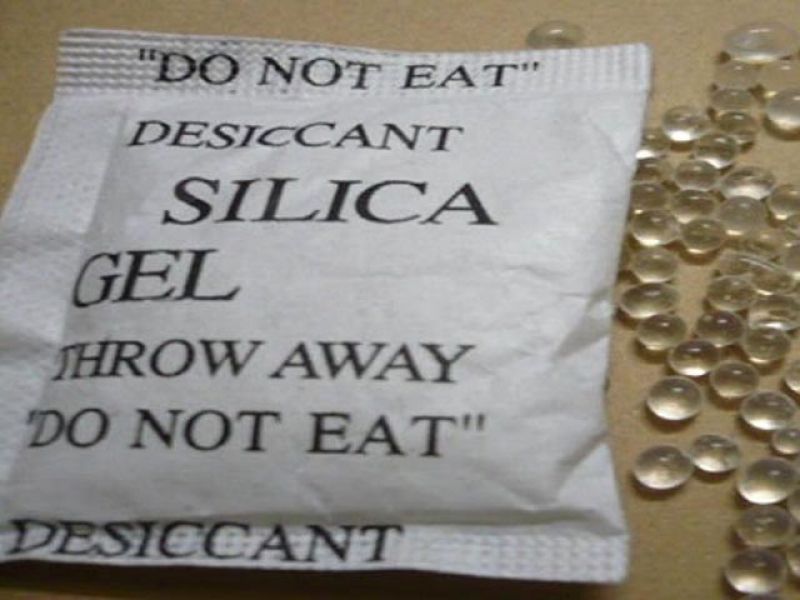 "DO NOT EAT"
DESICCANT
SILICA
GEL
THROW AWAY
"DO NOT EAT"
DESICCANT